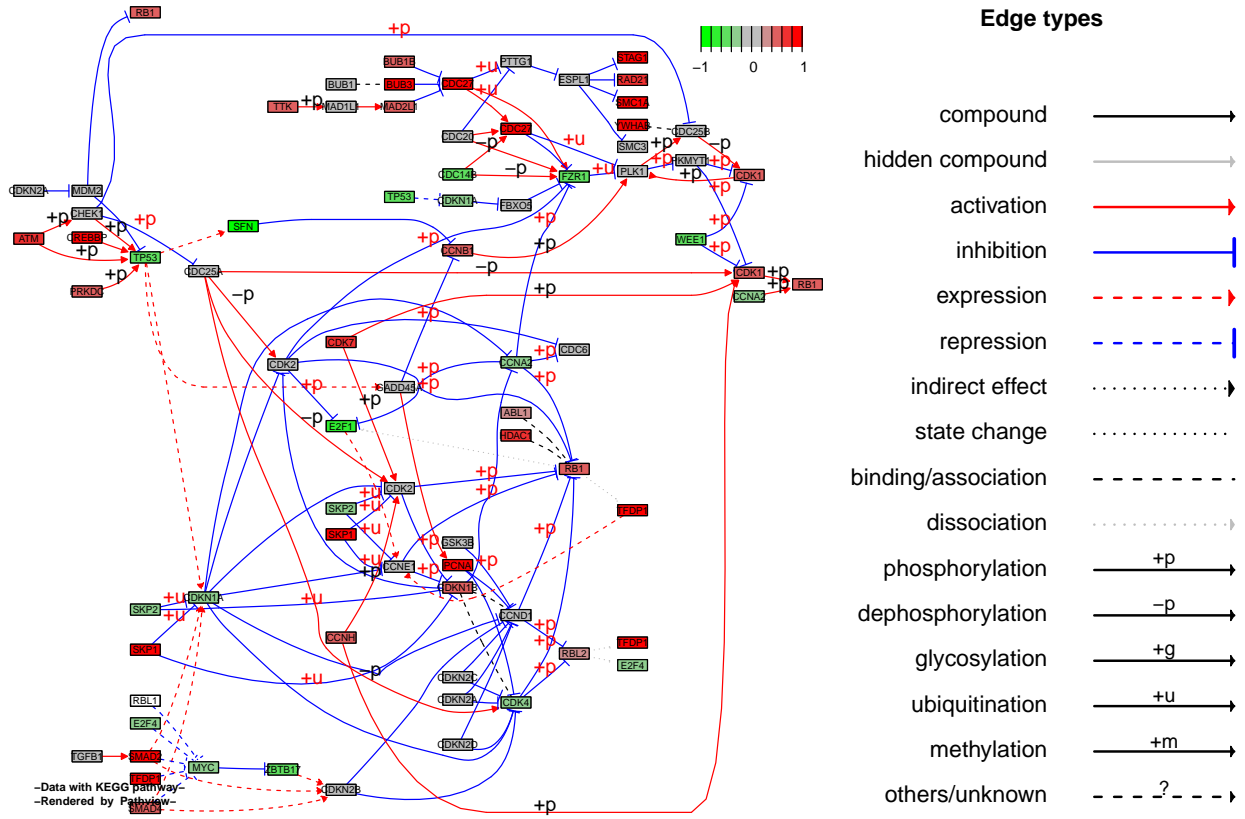 Edge types
RB1
+p
−1 0 1
BUB1B
PTTG1
STAG1
+u
BUB1
BUB3
CDC27
ESPL1
RAD21
+u
TTK
+p
MAD1L1
MAD2L1
SMC1A
compound
CDC20
CDC27
YWHAB
CDC25B
−p
+u
+p
−p
SMC3
hidden compound
−p
PKMYT1
+p
+p
CDC14B
FZR1
+u
PLK1
+p
CDK1
CDKN2A
MDM2
TP53
CDKN1A
FBXO5
activation
CHEK1
+p
+p
+p
SFN
+p
ATM
+p
+p
WEE1
+p
inhibition
TP53
CCNB1
+p
PRKDC
+p
CDC25A
−p
CDK1
+p
RB1
−p
+p
CCNA2
+p
expression
+p
+p
CDK7
CDC6
+p
repression
CDK2
+p
CCNA2
+p
+p
GADD45A
+p
+p
indirect effect
−p
E2F1
ABL1
HDAC1
state change
RB1
+p
CDK2
+p
+u
binding/association
SKP2
+u
TFDP1
SKP1
+u
+p
+p
dissociation
GSK3B
+p
+u
CCNE1
PCNA
+p
+p
CDKN1B
phosphorylation
+p
CDKN1A
+u
+u
SKP2
+u
CCND1
dephosphorylation
−p
+p
CCNH
+p
SKP1
TFDP1
RBL2
E2F4
glycosylation
+g
−p
+u
+p
CDKN2C
CDKN2A
CDK4
ubiquitination
+u
RBL1
E2F4
CDKN2D
methylation
+m
TGFB1
MYC
ZBTB17
TFDP1
CDKN2B
−Data with KEGG pathway−
−Rendered by Pathview−
SMAD4
+p
others/unknown
?